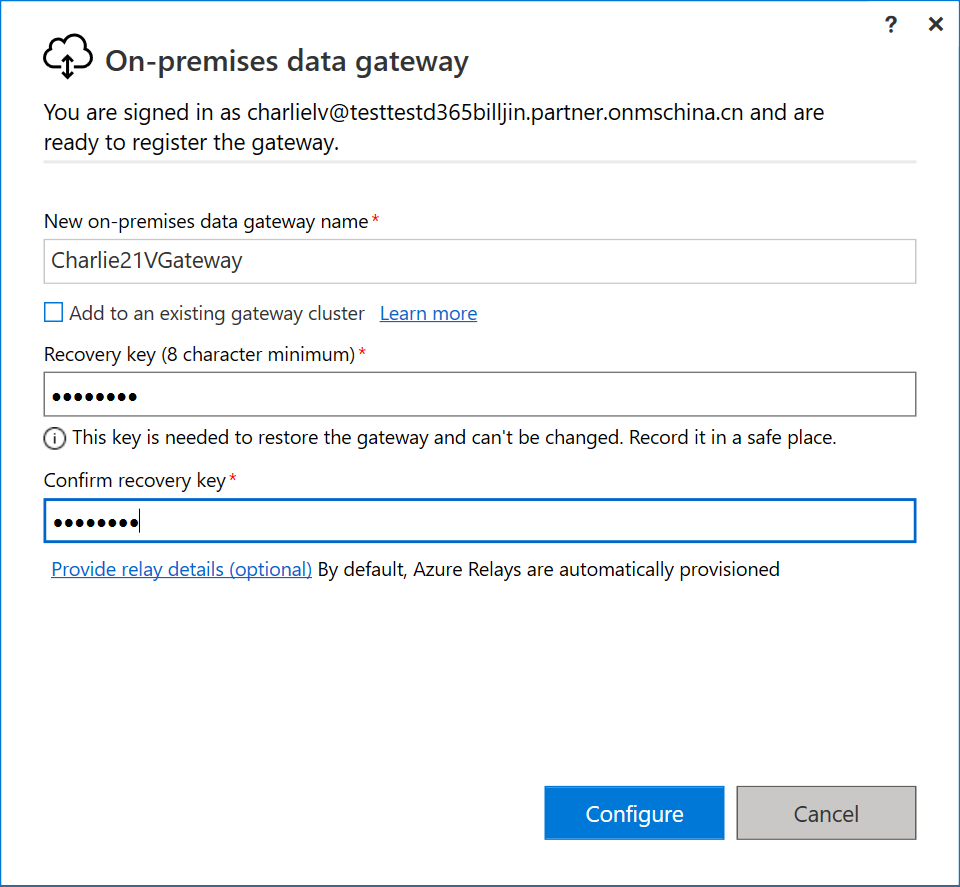 ?
On-premises data gateway
You are signed in as charlielv@testtestd365billjin.partner.onmschina.cn and are
ready to register the gateway.
New on-premises data gateway name*
Charlie21VGateway
Add to an existing gateway cluster Learn more
Recovery key (8 character minimum)*
••••••••
This key is needed to restore the gateway and can't be changed. Record it in a safe place.
Confirm recovery key*
••••••••
Provide relay details (optional) By default, Azure Relays are automatically provisioned
Configure Cancel